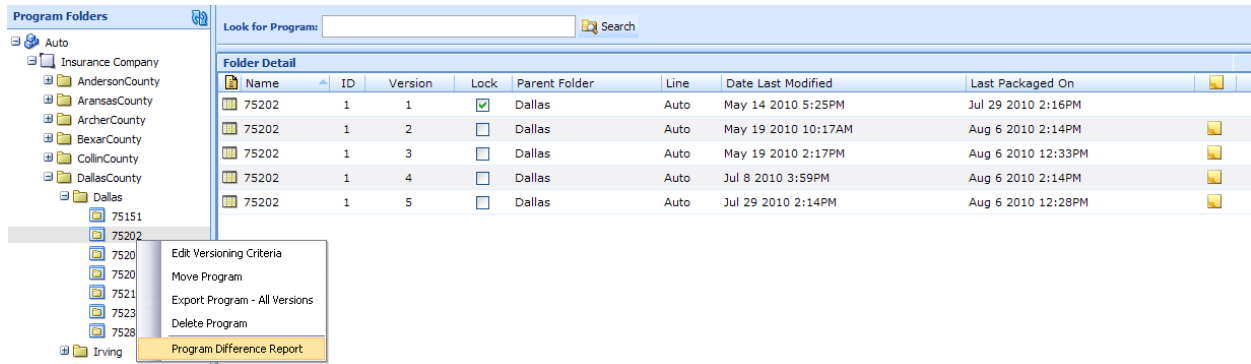 Program Folders
Auto
Insurance Company
AndersonCounty
AransasCounty
ArcherCounty
BexarCounty
CollinCounty
DallasCounty
Dallas
75151
75202
7520
7520
7521
7523
7528
Irving
Edit Versioning Criteria
Move Program
Export Program - All Versions
Delete Program
Program Difference Report
Look for Program: Search
Folder Detail
Name ID Version Lock Parent Folder Line Date Last Modified Last Packaged On
75202 1 1 Dallas Auto May 14 2010 5:25PM Jul 29 2010 2:16PM
75202 1 2 Dallas Auto May 19 2010 10:17AM Aug 6 2010 2:14PM
75202 1 3 Dallas Auto May 19 2010 2:17PM Aug 6 2010 12:33PM
75202 1 4 Dallas Auto Jul 8 2010 3:59PM Aug 6 2010 2:14PM
75202 1 5 Dallas Auto Jul 29 2010 2:14PM Aug 6 2010 12:28PM